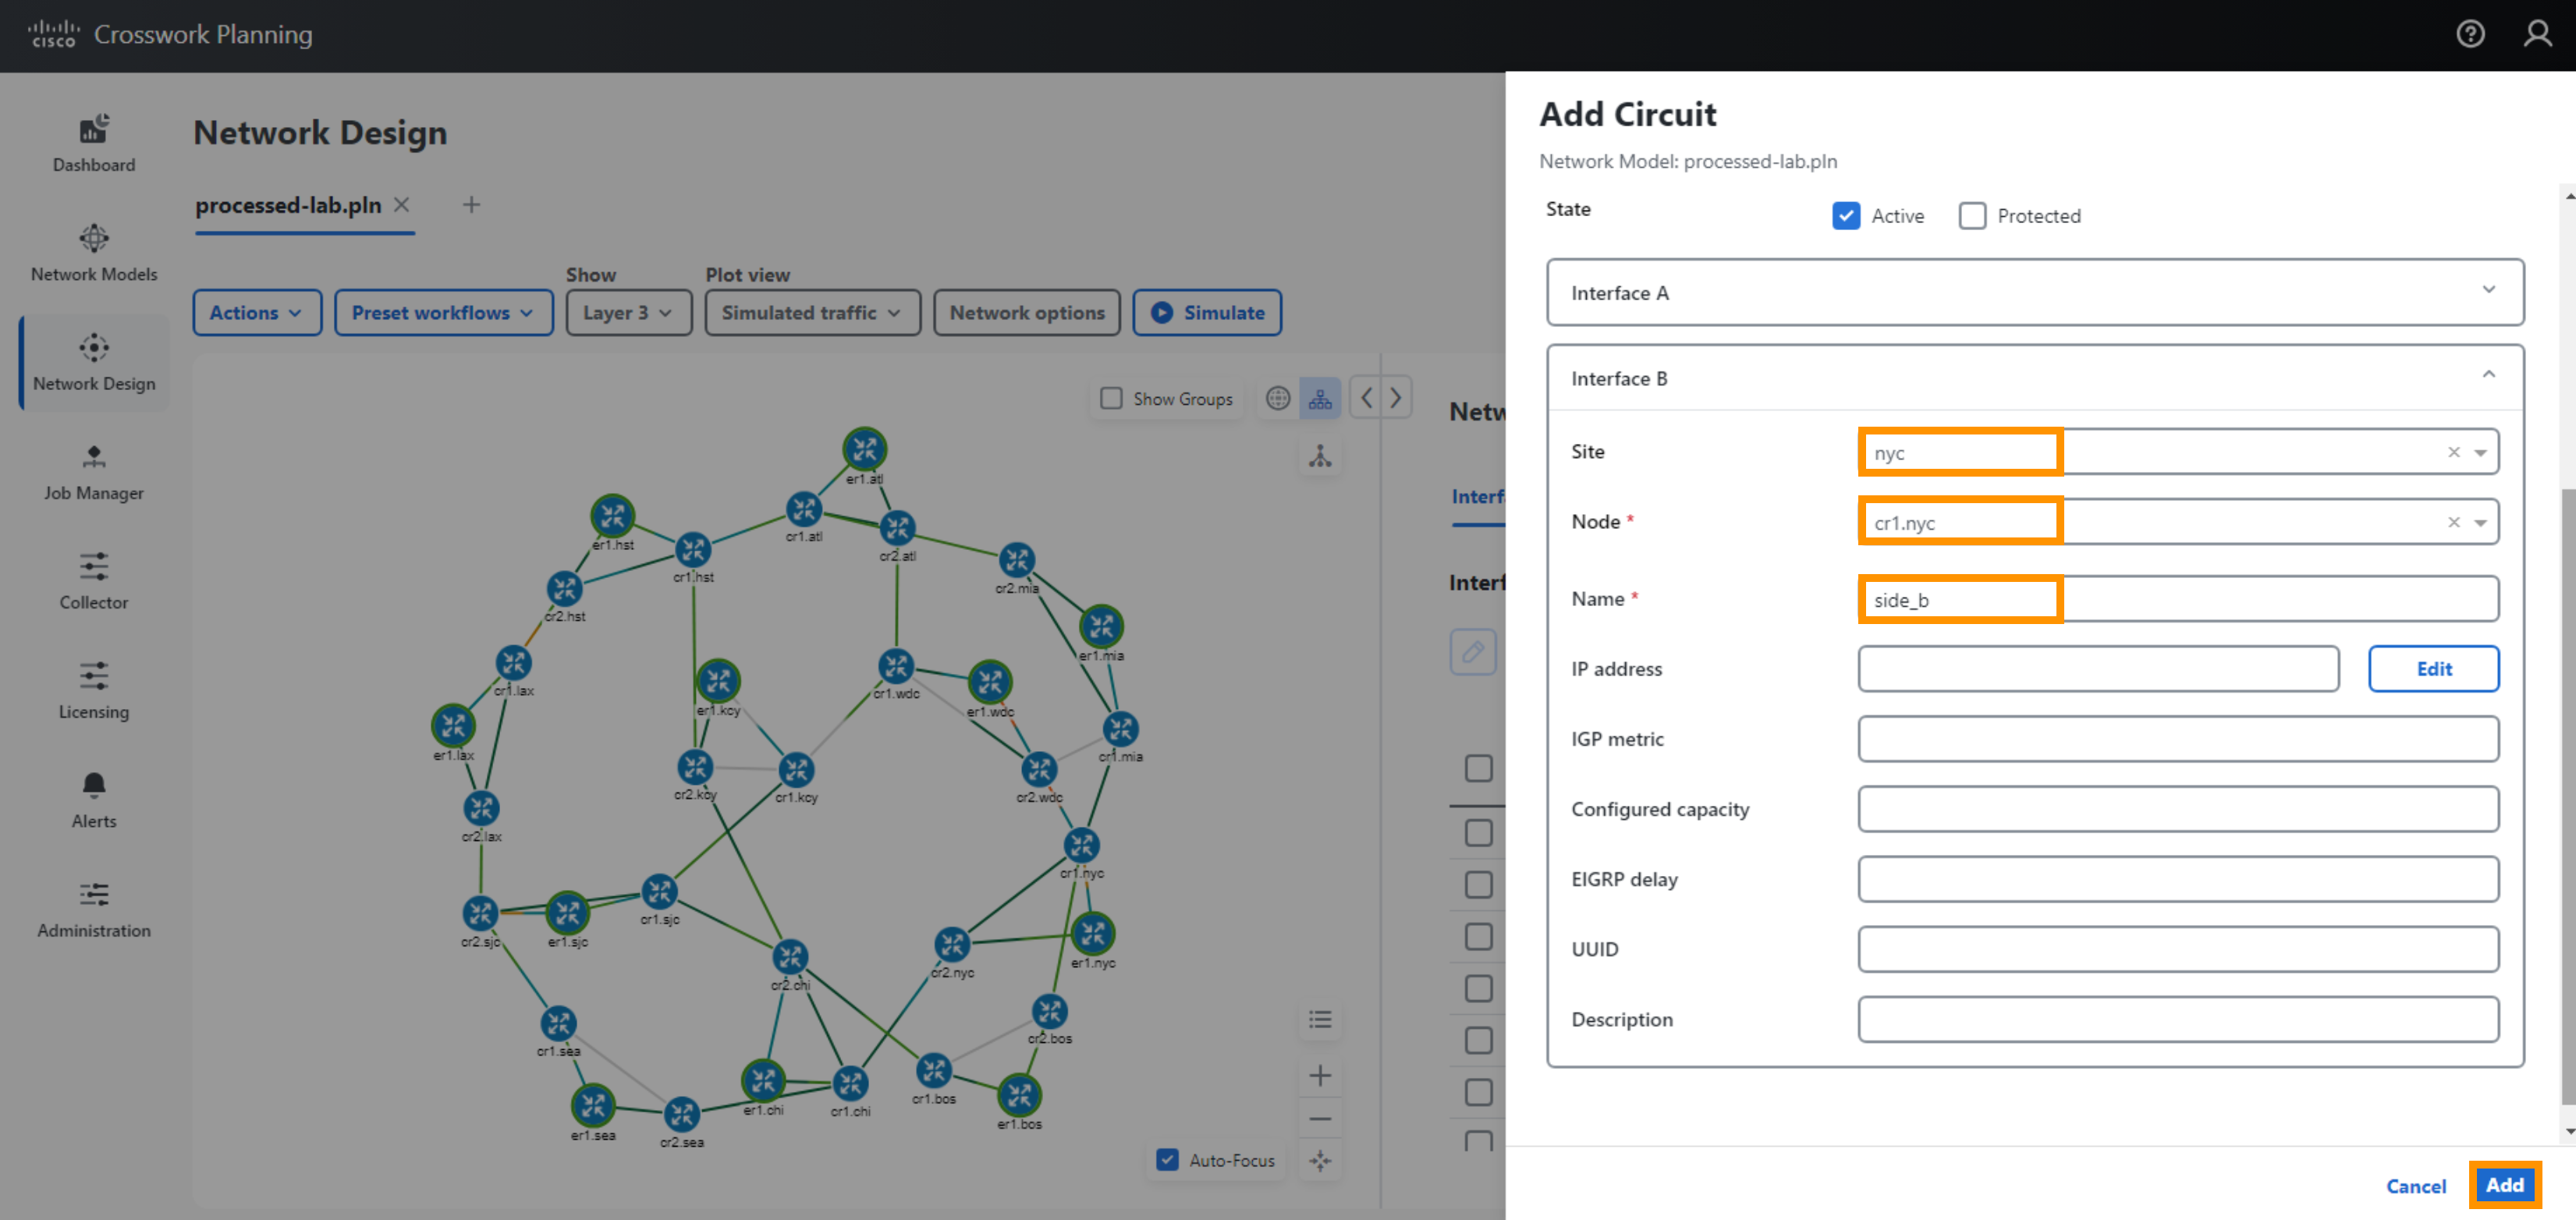 cisco Crosswork Planning
Dashboard
Network Models
Network Design
Job Manager
Collector
Licensing
Alerts
Administration
Network Design
processed-lab.pln
Show
Plot view
Actions
Preset workflows
Layer 3
Simulated traffic
Network options
Simulate
Show Groups
er1.atl
er1.hst
cr1.atl
cr2.atl
cr1.hst
cr2.mia
cr2.hst
er1.mia
cr1.lax
cr1.wdc
er1.kcy
er1.wdc
er1.lax
cr1.mia
cr2.kcy
cr1.kcy
cr2.wdc
cr2.lax
cr1.nyc
cr1.sjc
cr2.sjc
er1.sjc
er1.nyc
cr2.nyc
cr2.chi
cr2.bos
cr1.sea
cr1.bos
er1.chi
cr1.chi
er1.bos
er1.sea
cr2.sea
Auto-Focus
Netw
Interf
Interf
Add Circuit
Network Model: processed-lab.pln
State
Active
Protected
Interface A
Interface B
Site
nyc
Node *
cr1.nyc
Name *
side_b
IP address
Edit
IGP metric
Configured capacity
EIGRP delay
UUID
Description
Cancel
Add